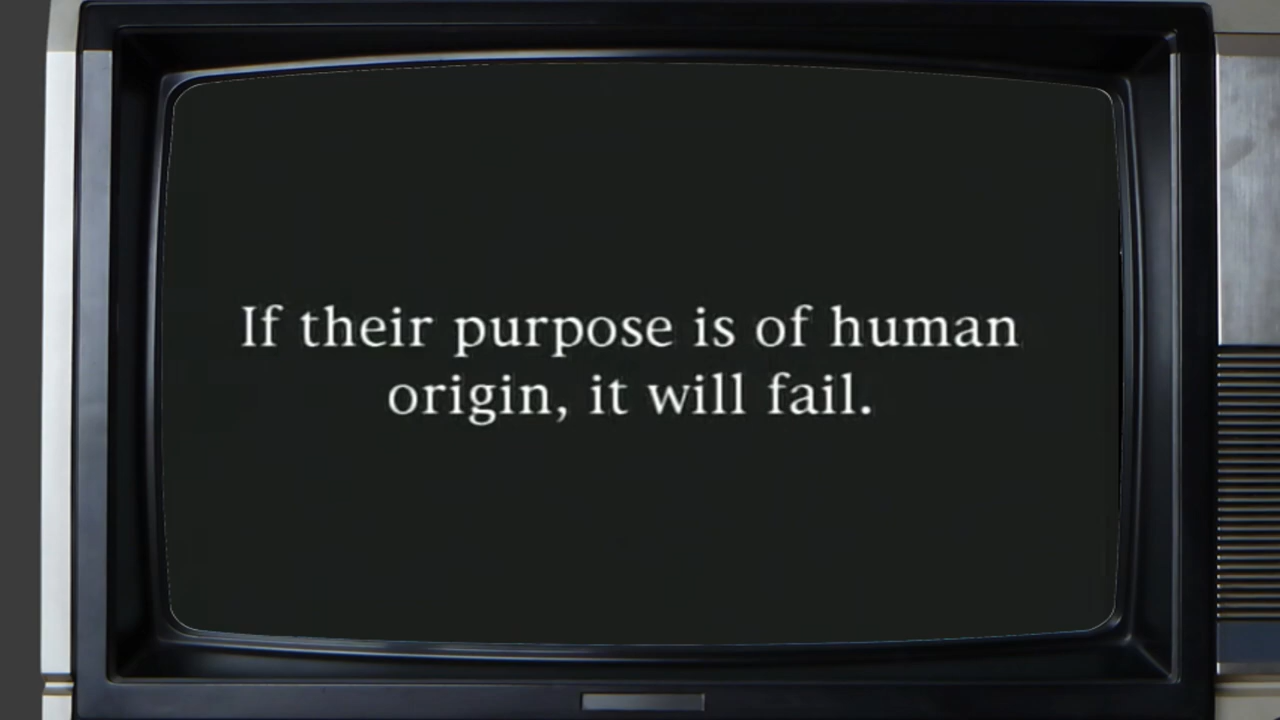 If their purpose is of human
origin, it will fail.